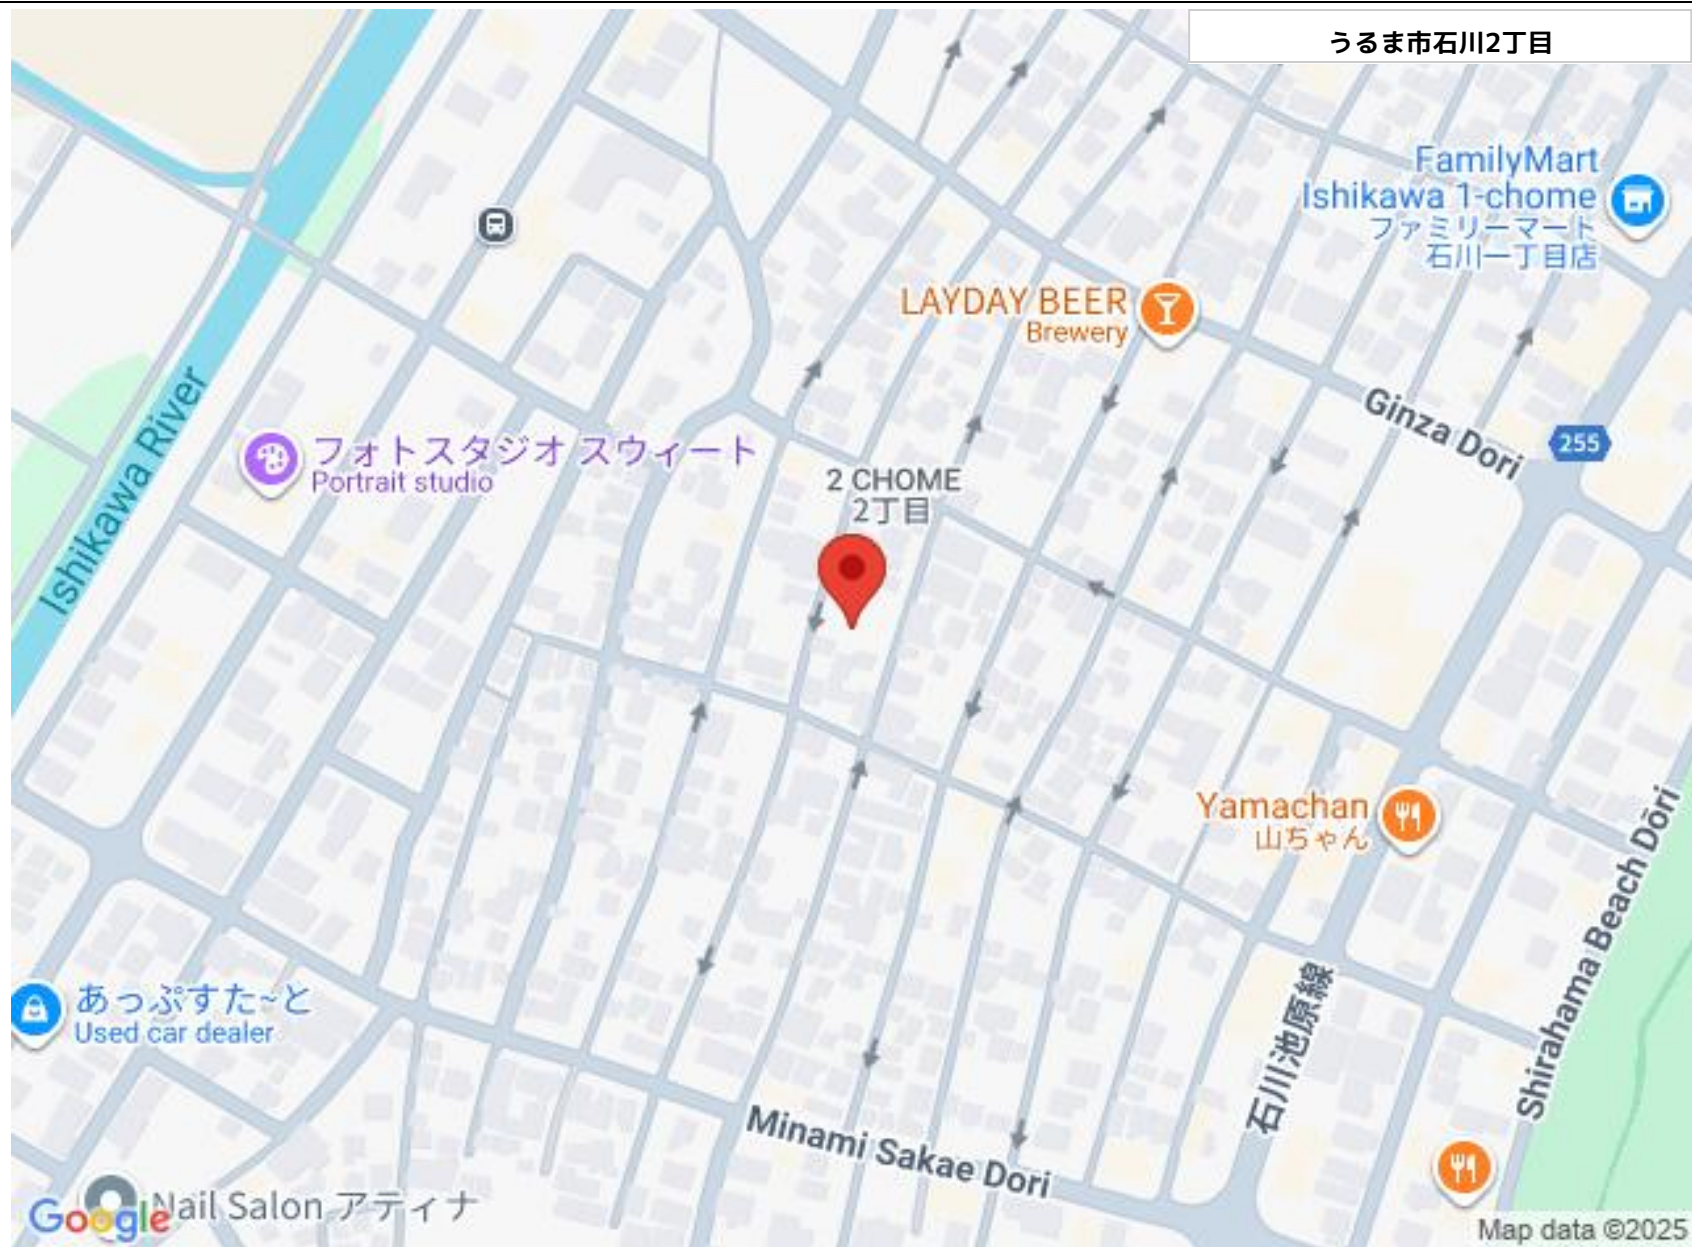 うるま市石川2丁目
FamilyMart
Ishikawa 1-chome
ファミリーマート
石川一丁目店
LAYDAY BEER
Brewery
Ginza Dori
255
Ishikawa River
フォトスタジオ スウィート
Portrait studio
2 CHOME
2丁目
Yamachan
山ちゃん
Shirahama Beach Dōri
石川池原線
あっぷすた~と
Used car dealer
Minami Sakae Dori
Nail Salon アティナ
Google
Map data ©2025